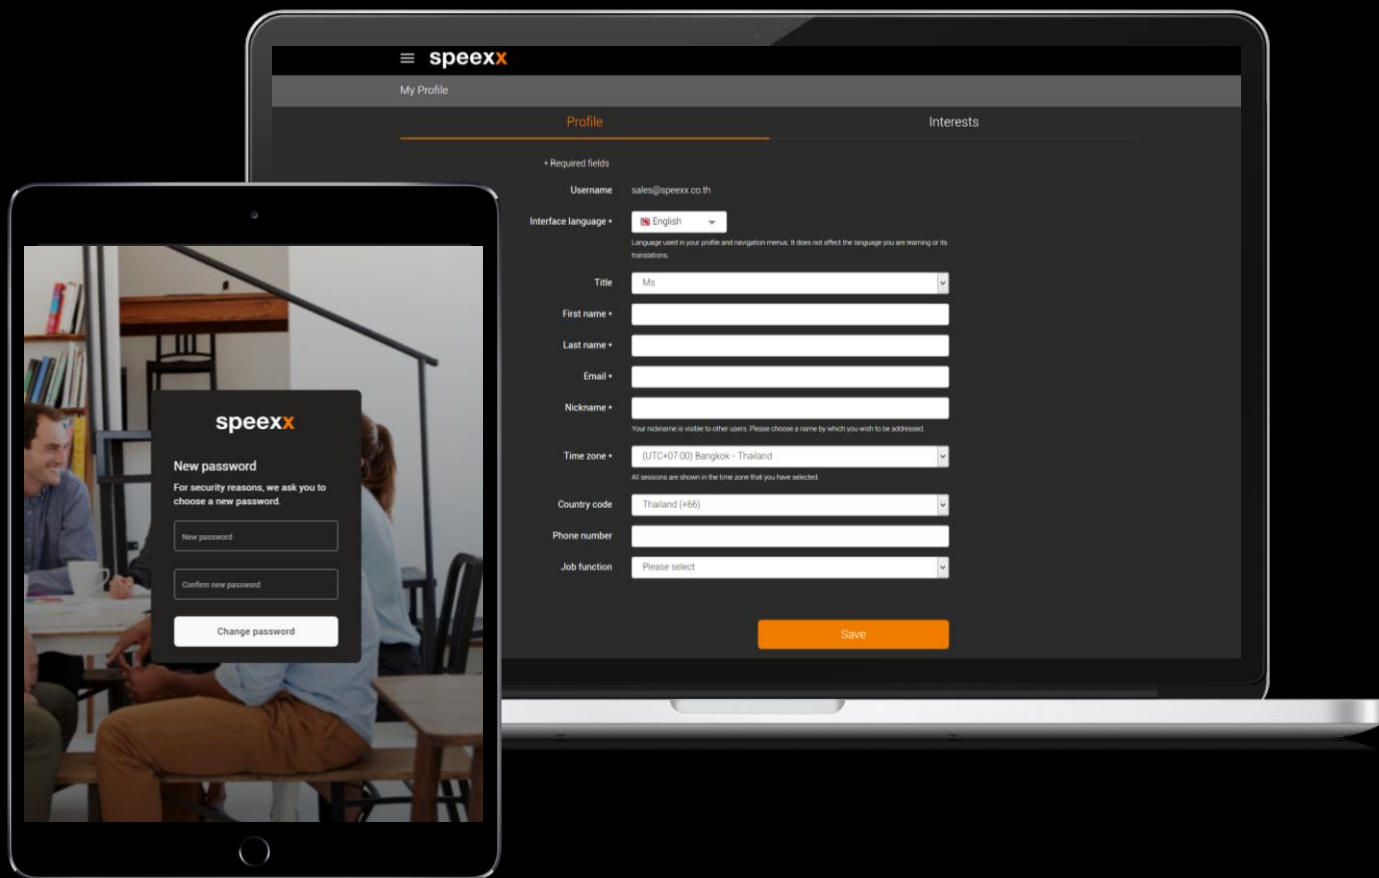 speexx
My Profile
Profile
Interests
• Required fields
Username
sales@speexx.co.th
Interface language •
English
Language used in your profile and navigation menus. It does not affect the language you are learning or its
translations.
Title
Ms
First name •
Last name •
Email •
Nickname •
Your nickname is visible to other users. Please choose a name by which you wish to be addressed.
Time zone •
(UTC+07:00) Bangkok - Thailand
All sessions are shown in the time zone that you have selected.
Country code
Thailand (+66)
Phone number
Job function
Please select
Save
speexx
New password
For security reasons, we ask you to
choose a new password.
New password
Confirm new password
Change password